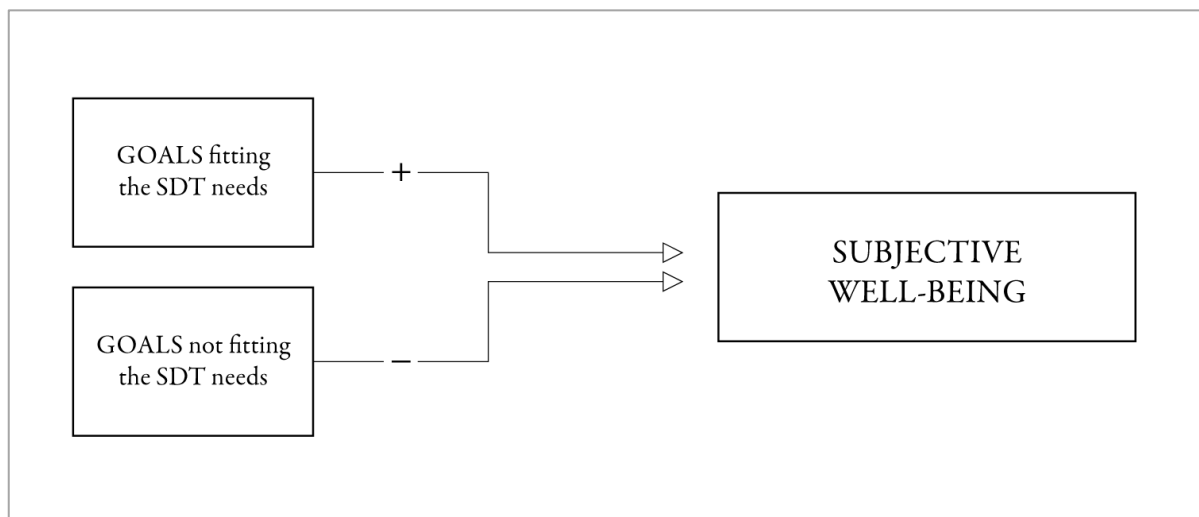 GOALS fitting
the SDT needs
+
GOALS not fitting
the SDT needs
–
SUBJECTIVE
WELL-BEING